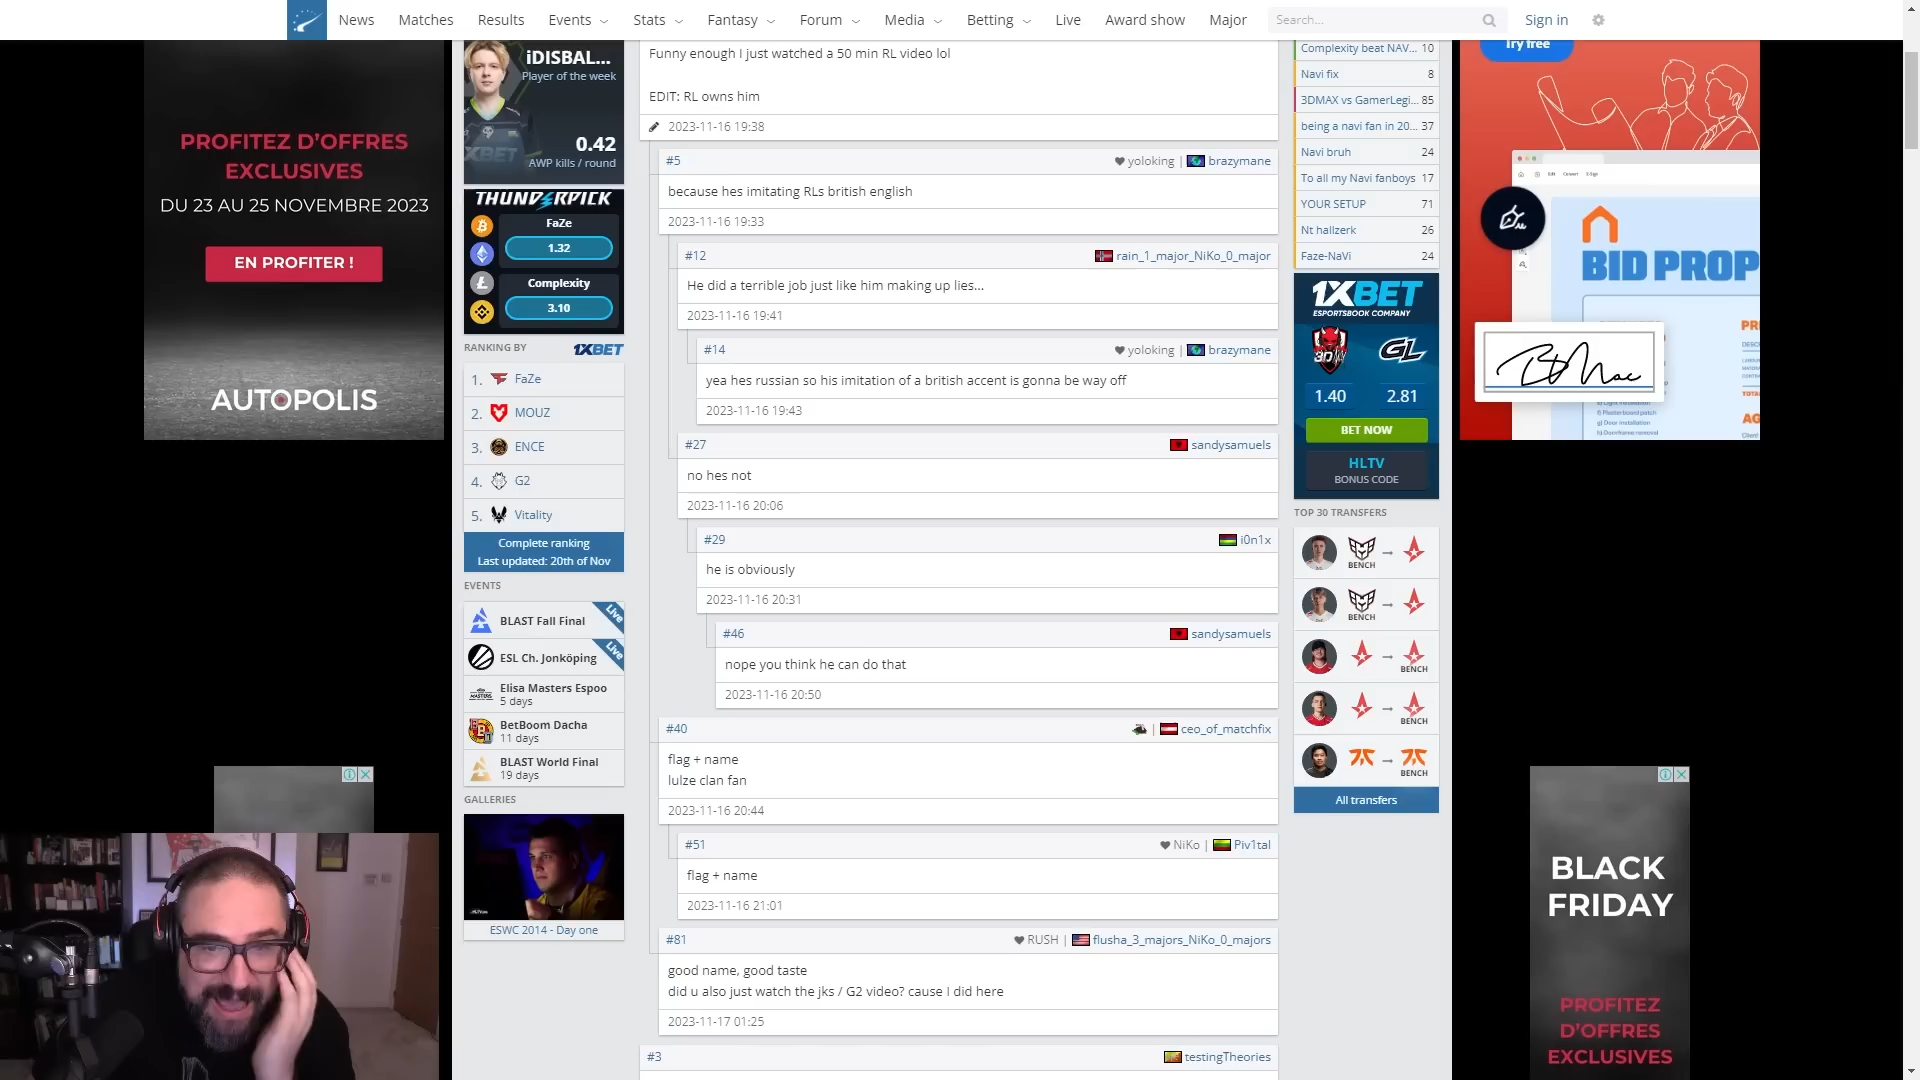 News
Matches
Results
Events
Stats
Fantasy
Forum
Media
Betting
Live
Award show
Major
Search...
Sign in
PROFITEZ D'OFFRES
EXCLUSIVES
DU 23 AU 25 NOVEMBRE 2023
EN PROFITER !
AUTOPOLIS
iDISBAL...
Player of the week
0.42
AWP kills / round
THUNDERPICK
FaZe
1.32
Complexity
3.10
RANKING BY 1XBET
1. FaZe
2. MOUZ
3. ENCE
4. G2
5. Vitality
Complete ranking
Last updated: 20th of Nov
EVENTS
BLAST Fall Final
Live
ESL Ch. Jonköping
Live
Elisa Masters Espoo
5 days
BetBoom Dacha
11 days
BLAST World Final
19 days
GALLERIES
ESWC 2014 - Day one
Funny enough I just watched a 50 min RL video lol
EDIT: RL owns him
2023-11-16 19:38
#5 yoloking | brazymane
because hes imitating RLs british english
2023-11-16 19:33
#12 rain_1_major_NiKo_0_major
He did a terrible job just like him making up lies...
2023-11-16 19:41
#14 yoloking | brazymane
yea hes russian so his imitation of a british accent is gonna be way off
2023-11-16 19:43
#27 sandysamuels
no hes not
2023-11-16 20:06
#29 i0n1x
he is obviously
2023-11-16 20:31
#46 sandysamuels
nope you think he can do that
2023-11-16 20:50
#40 | ceo_of_matchfix
flag + name
lulze clan fan
2023-11-16 20:44
#51 NiKo | Piv1tal
flag + name
2023-11-16 21:01
#81 RUSH | flusha_3_majors_NiKo_0_majors
good name, good taste
did u also just watch the jks / G2 video? cause I did here
2023-11-17 01:25
#3 testingTheories
Complexity beat NAV... 10
Navi fix 8
3DMAX vs GamerLegi... 85
being a navi fan in 20... 37
Navi bruh 24
To all my Navi fanboys 17
YOUR SETUP 71
Nt hallzerk 26
Faze-NaVi 24
1XBET
ESPORTSBOOK COMPANY
3D GL
1.40 2.81
BET NOW
HLTV
BONUS CODE
TOP 30 TRANSFERS
BENCH
BENCH
BENCH
BENCH
BENCH
All transfers
Try free
BID PROP
BLACK
FRIDAY
PROFITEZ
D'OFFRES
EXCLUSIVES